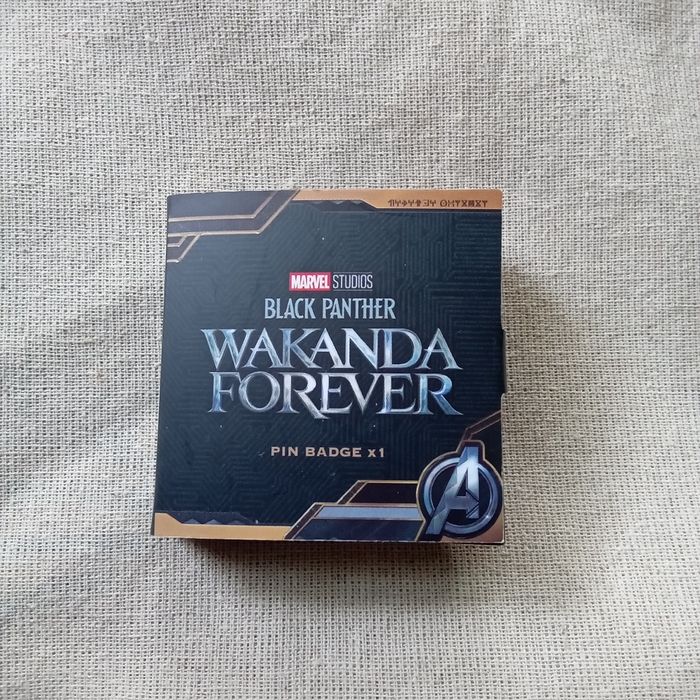 MARVEL STUDIOS
BLACK PANTHER
WAKANDA
FOREVER
PIN BADGE x1